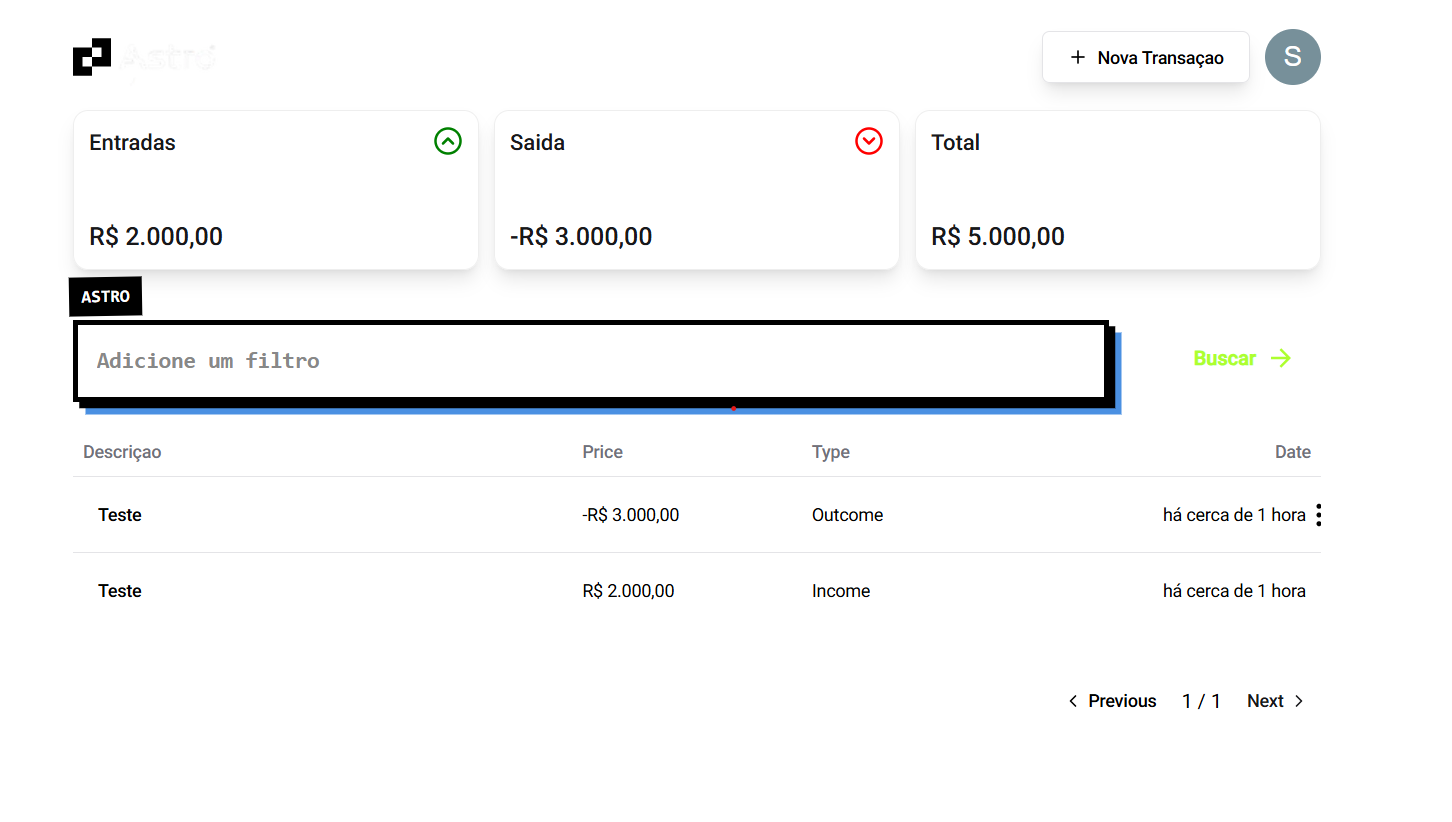 Astro
Nova Transaçao
S
Entradas
Saida
Total
R$ 2.000,00
-R$ 3.000,00
R$ 5.000,00
ASTRO
Adicione um filtro
Buscar
Descriçao Price Type Date
Teste -R$ 3.000,00 Outcome há cerca de 1 hora
Teste R$ 2.000,00 Income há cerca de 1 hora
Previous 1 / 1 Next